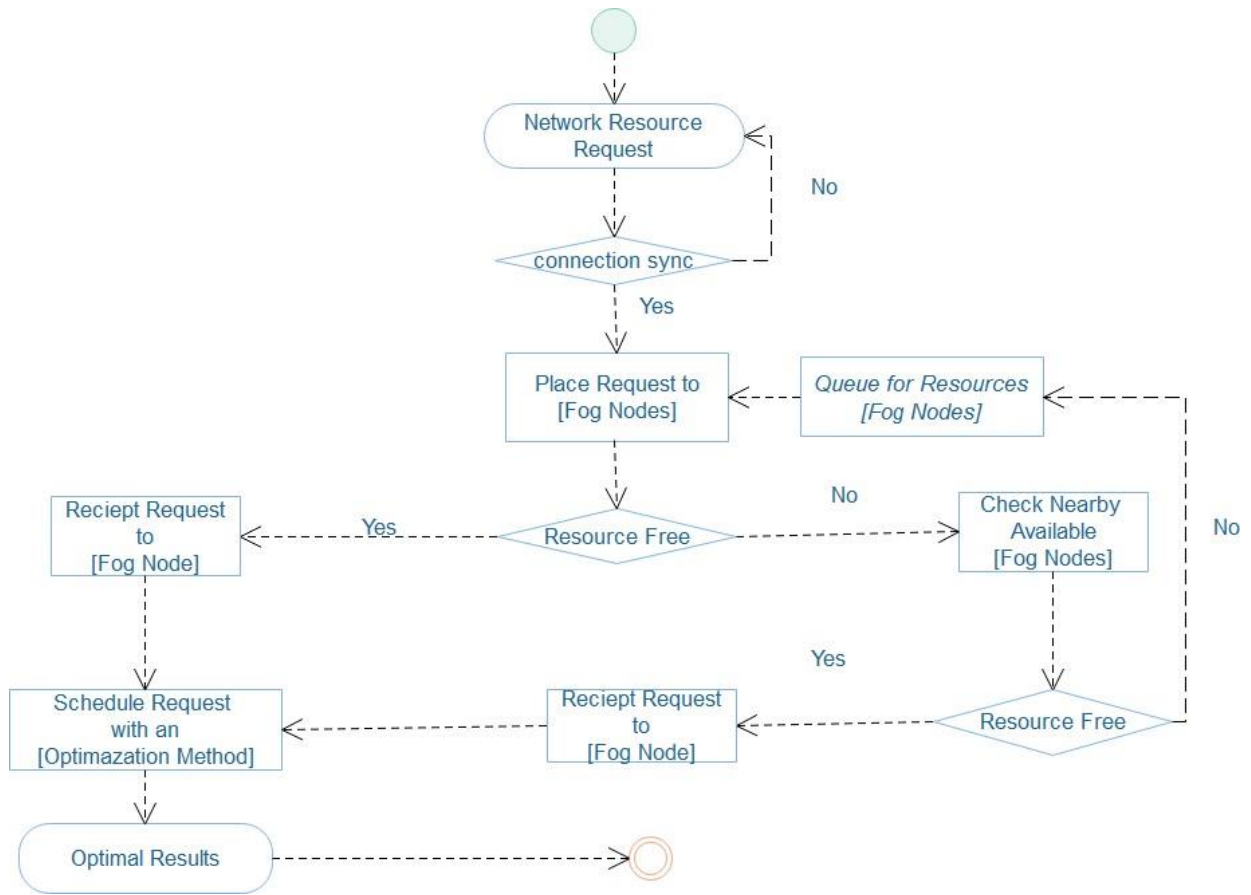 Network Resource
Request
No
connection sync
Yes
Place Request to
[Fog Nodes]
Queue for Resources
[Fog Nodes]
Reciept Request
to
[Fog Node]
Yes
Resource Free
No
Check Nearby
Available
[Fog Nodes]
No
Schedule Request
with an
[Optimazation Method]
Reciept Request
to
[Fog Node]
Yes
Resource Free
Optimal Results